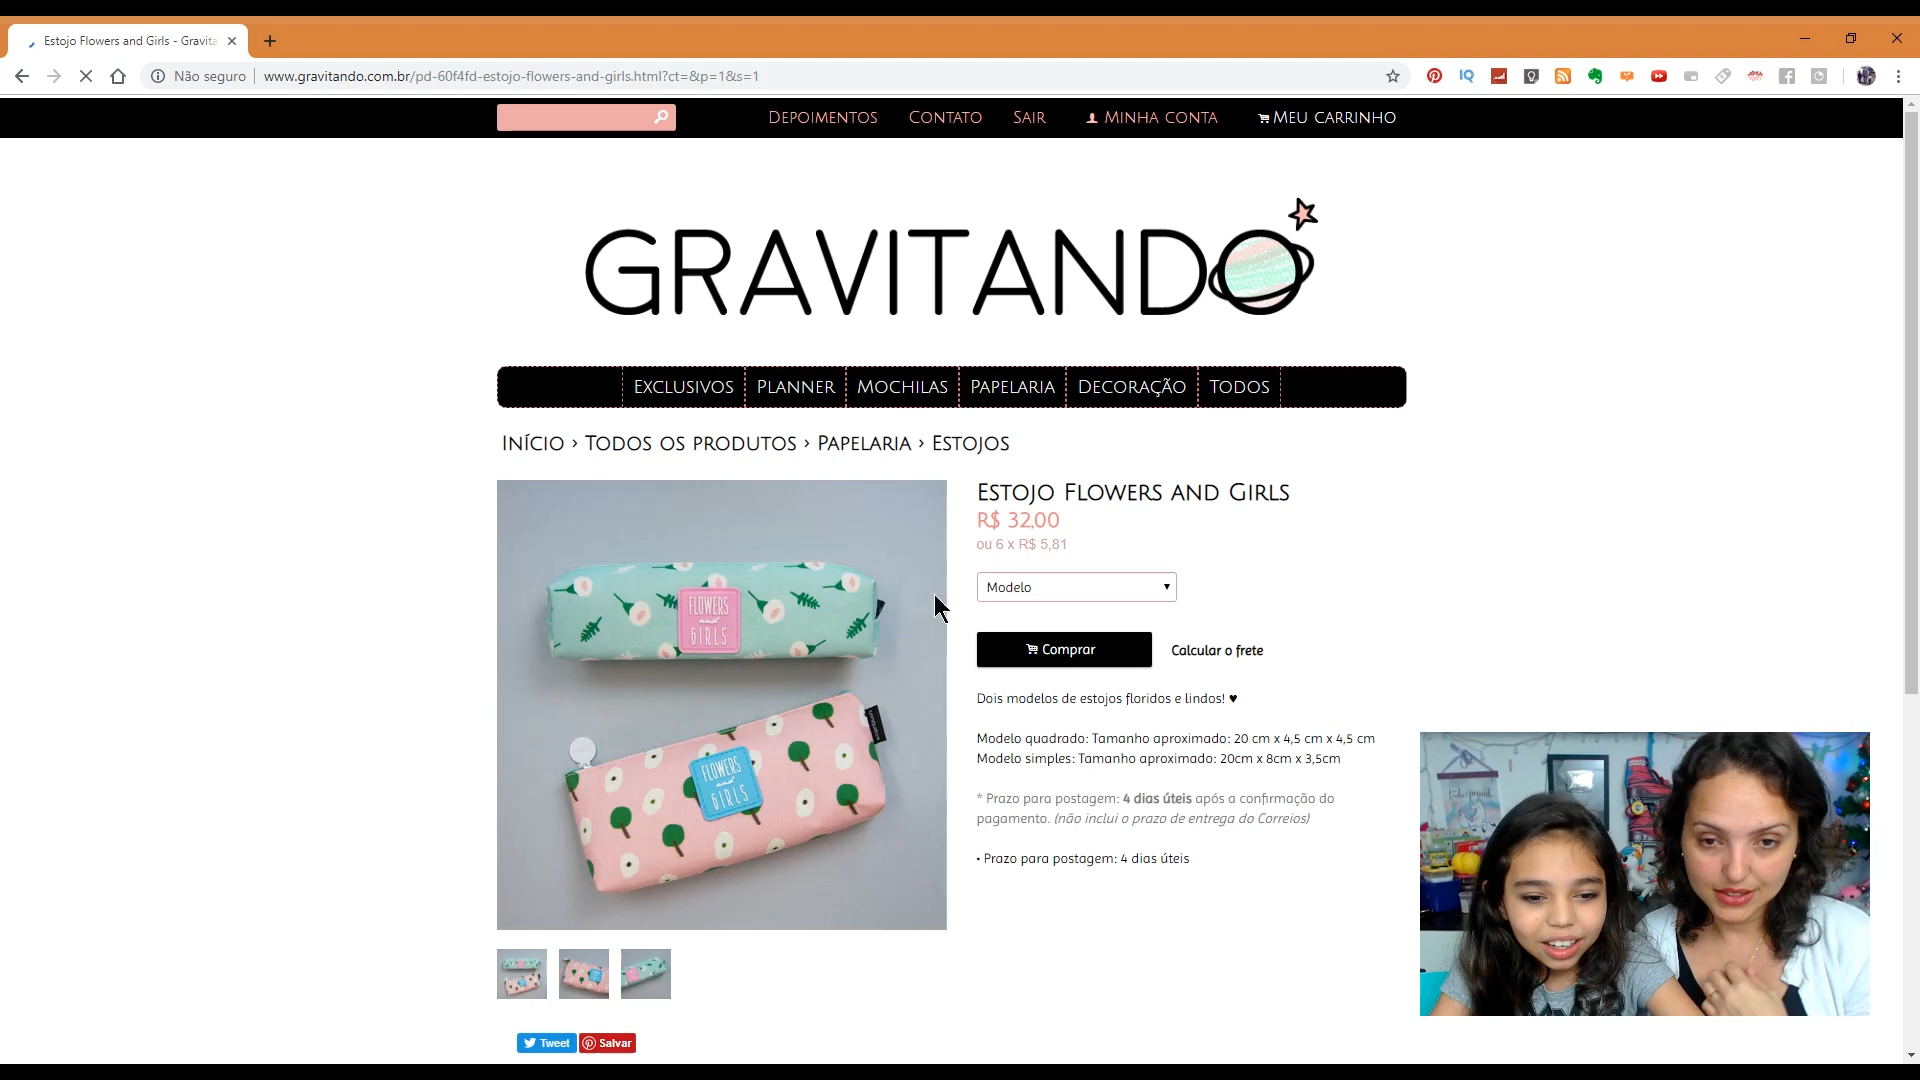 Estojo Flowers and Girls - Gravita
Não seguro
www.gravitando.com.br/pd-60f4fd-estojo-flowers-and-girls.html?ct=&p=1&s=1
IQ
Depoimentos
Contato
Sair
Minha conta
Meu carrinho
GRAVITANDO
Exclusivos
Planner
Mochilas
Papelaria
Decoração
Todos
Início › Todos os produtos › Papelaria › Estojos
Estojo Flowers and Girls
R$ 32,00
ou 6 x R$ 5,81
Modelo
Comprar
Calcular o frete
Dois modelos de estojos floridos e lindos! ♥
Modelo quadrado: Tamanho aproximado: 20 cm x 4,5 cm x 4,5 cm
Modelo simples: Tamanho aproximado: 20cm x 8cm x 3,5cm
* Prazo para postagem: 4 dias úteis após a confirmação do
pagamento. (não inclui o prazo de entrega do Correios)
• Prazo para postagem: 4 dias úteis
FLOWERS
and
GIRLS
FLOWERS
and
GIRLS
Tweet
Salvar